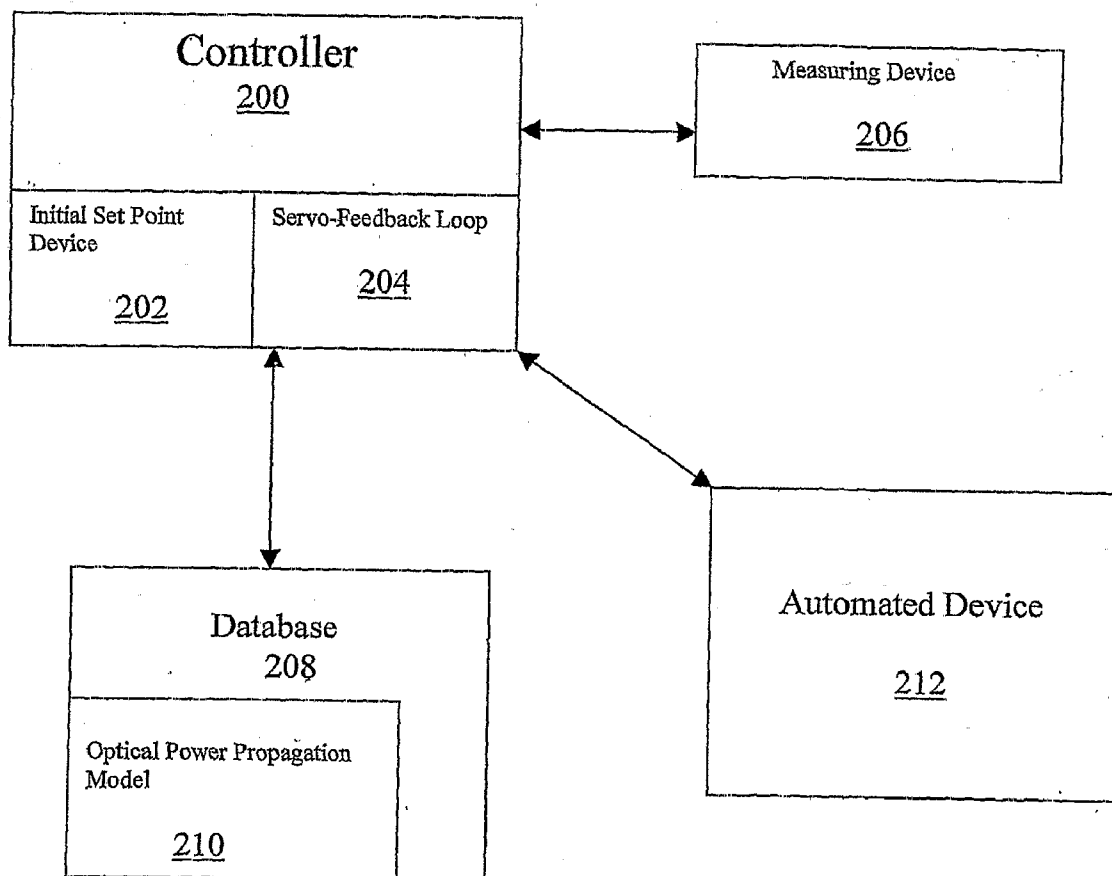 Controller
200
Measuring Device
206
Initial Set Point
Device
202
Servo-Feedback Loop
204
Database
208
Optical Power Propagation
Model
210
Automated Device
212